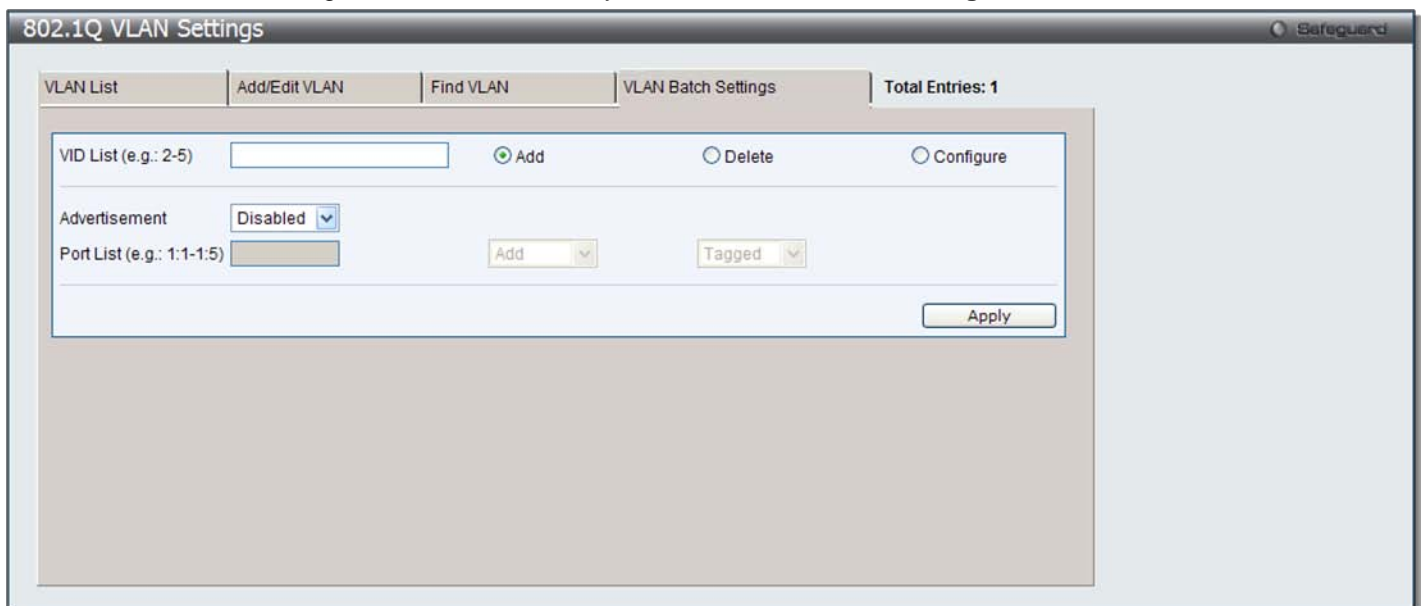 802.1Q VLAN Settings Safeguard
VLAN List Add/Edit VLAN Find VLAN VLAN Batch Settings Total Entries: 1
VID List (e.g.: 2-5) Add Delete Configure
Advertisement Disabled
Port List (e.g.: 1:1-1:5) Add Tagged
Apply